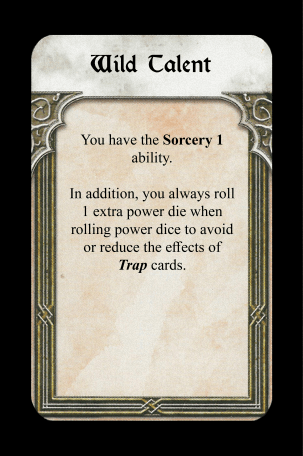 Wild Talent
You have the Sorcery 1
ability.
In addition, you always roll
1 extra power die when
rolling power dice to avoid
or reduce the effects of
Trap cards.